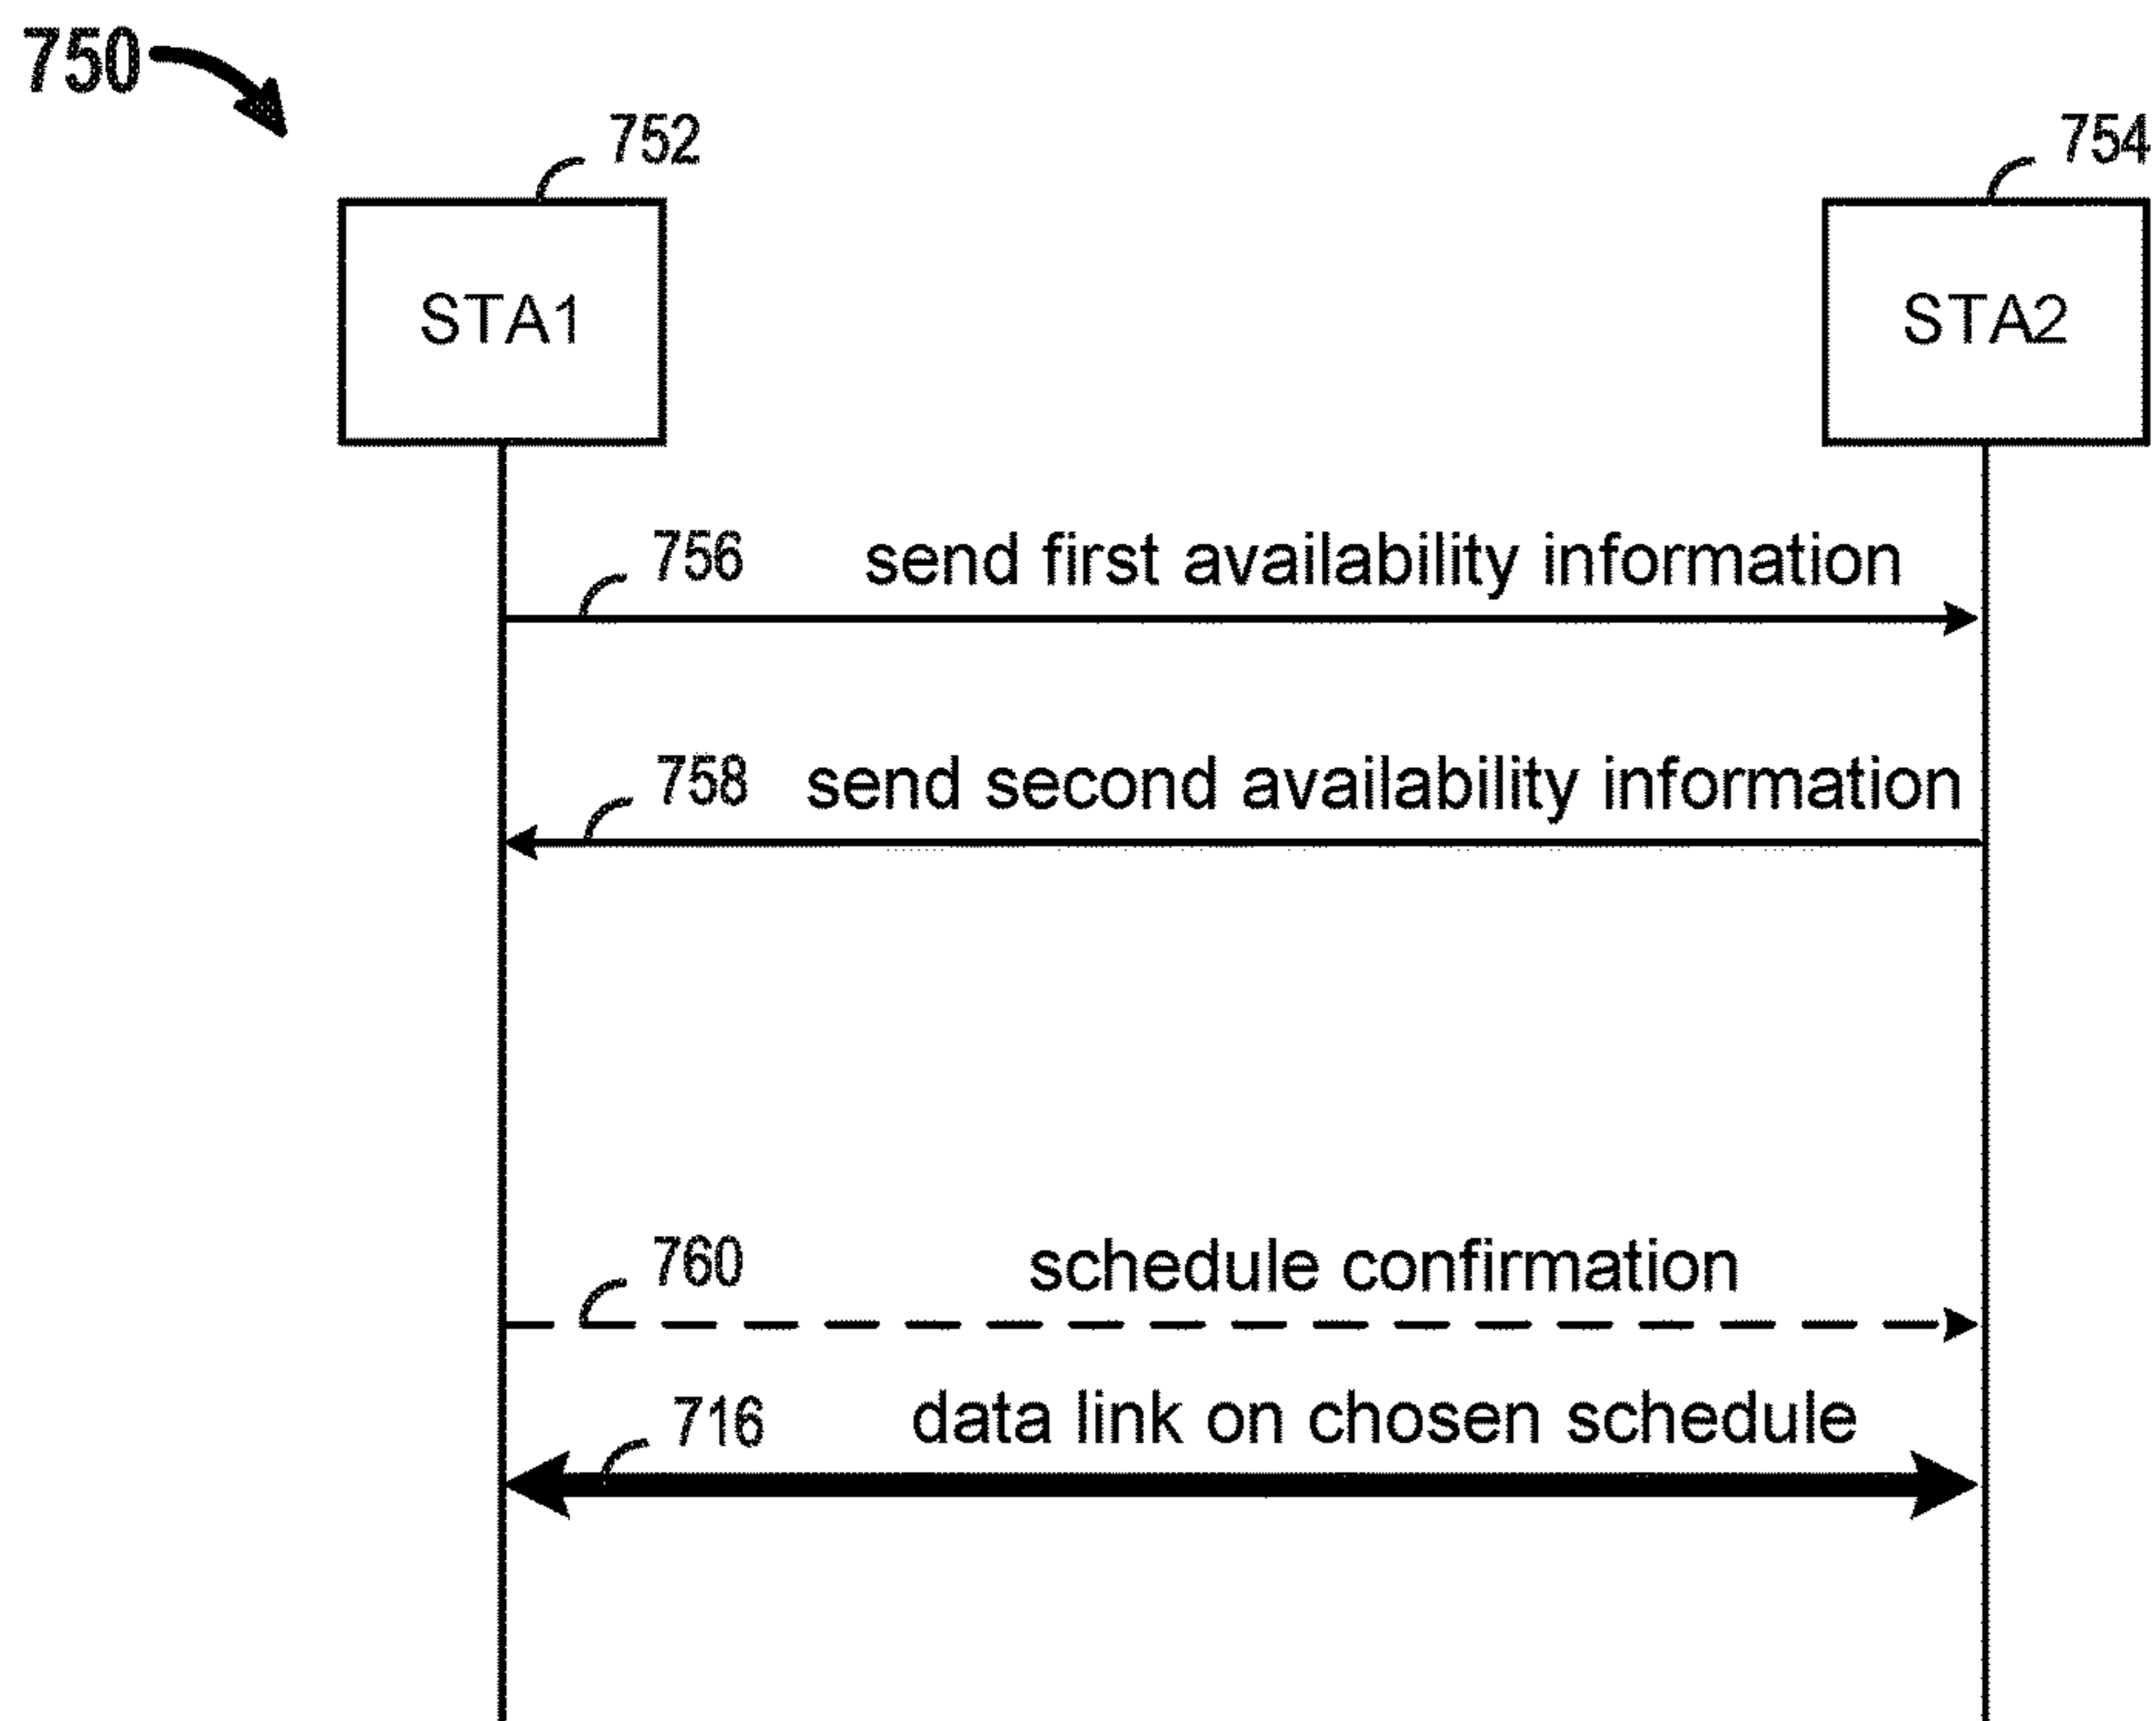 750
752
754
STA1
STA2
756
send first availability information
758
send second availability information
760
schedule confirmation
716
data link on chosen schedule